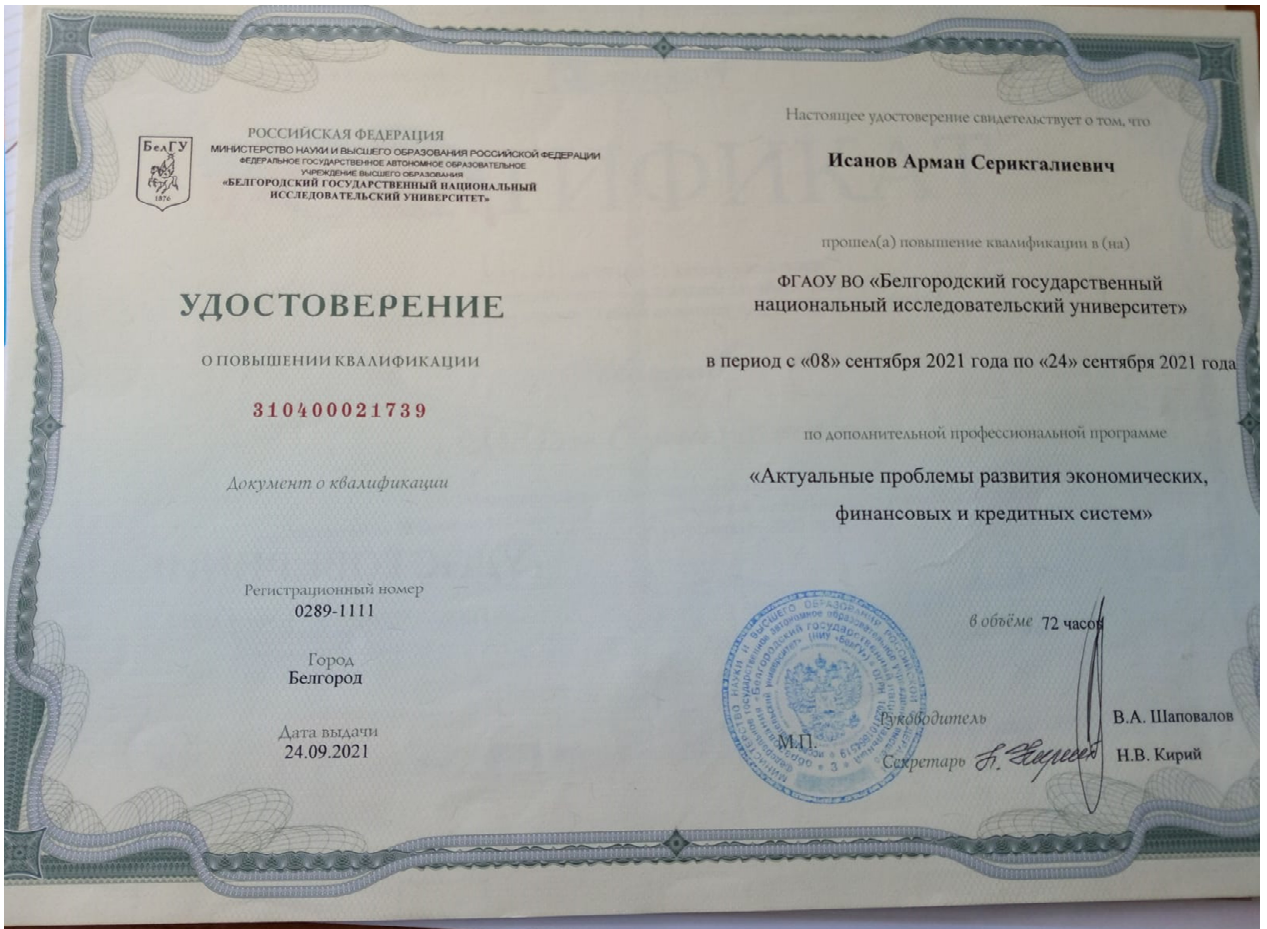 БелГУ
1876
РОССИЙСКАЯ ФЕДЕРАЦИЯ
МИНИСТЕРСТВО НАУКИ И ВЫСШЕГО ОБРАЗОВАНИЯ РОССИЙСКОЙ ФЕДЕРАЦИИ
ФЕДЕРАЛЬНОЕ ГОСУДАРСТВЕННОЕ АВТОНОМНОЕ ОБРАЗОВАТЕЛЬНОЕ
УЧРЕЖДЕНИЕ ВЫСШЕГО ОБРАЗОВАНИЯ
«БЕЛГОРОДСКИЙ ГОСУДАРСТВЕННЫЙ НАЦИОНАЛЬНЫЙ
ИССЛЕДОВАТЕЛЬСКИЙ УНИВЕРСИТЕТ»
УДОСТОВЕРЕНИЕ
О ПОВЫШЕНИИ КВАЛИФИКАЦИИ
310400021739
Документ о квалификации
Регистрационный номер
0289-1111
Город
Белгород
Дата выдачи
24.09.2021
Настоящее удостоверение свидетельствует о том, что
Исанов Арман Серикгалиевич
прошел(а) повышение квалификации в (на)
ФГАОУ ВО «Белгородский государственный
национальный исследовательский университет»
в период с «08» сентября 2021 года по «24» сентября 2021 года
по дополнительной профессиональной программе
«Актуальные проблемы развития экономических,
финансовых и кредитных систем»
в объёме 72 часов
Руководитель В.А. Шаповалов
М.П.
Секретарь Н.В. Кирий